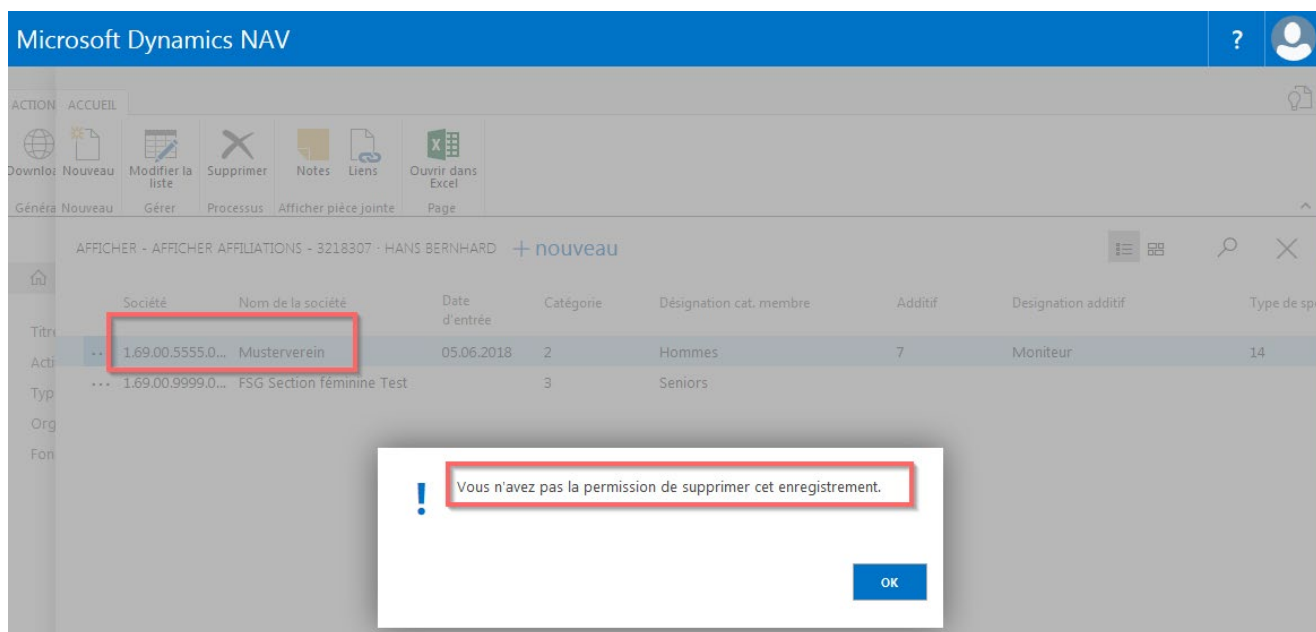 Microsoft Dynamics NAV
?
ACTION ACCUEIL
Nouveau Modifier la liste Supprimer Notes Liens Ouvrir dans Excel
Nouveau Gérer Processus Afficher pièce jointe Page
AFFICHER - AFFICHER AFFILIATIONS - 3218307 · HANS BERNHARD + nouveau
Société Nom de la société Date d'entrée Catégorie Désignation cat. membre Additif Designation additif Type de sp
Titre
1.69.00.5555.0... Musterverein 05.06.2018 2 Hommes 7 Moniteur 14
Acti
... 1.69.00.9999.0... FSG Section féminine Test 3 Seniors
Typ
Org
Fon
! Vous n'avez pas la permission de supprimer cet enregistrement.
OK